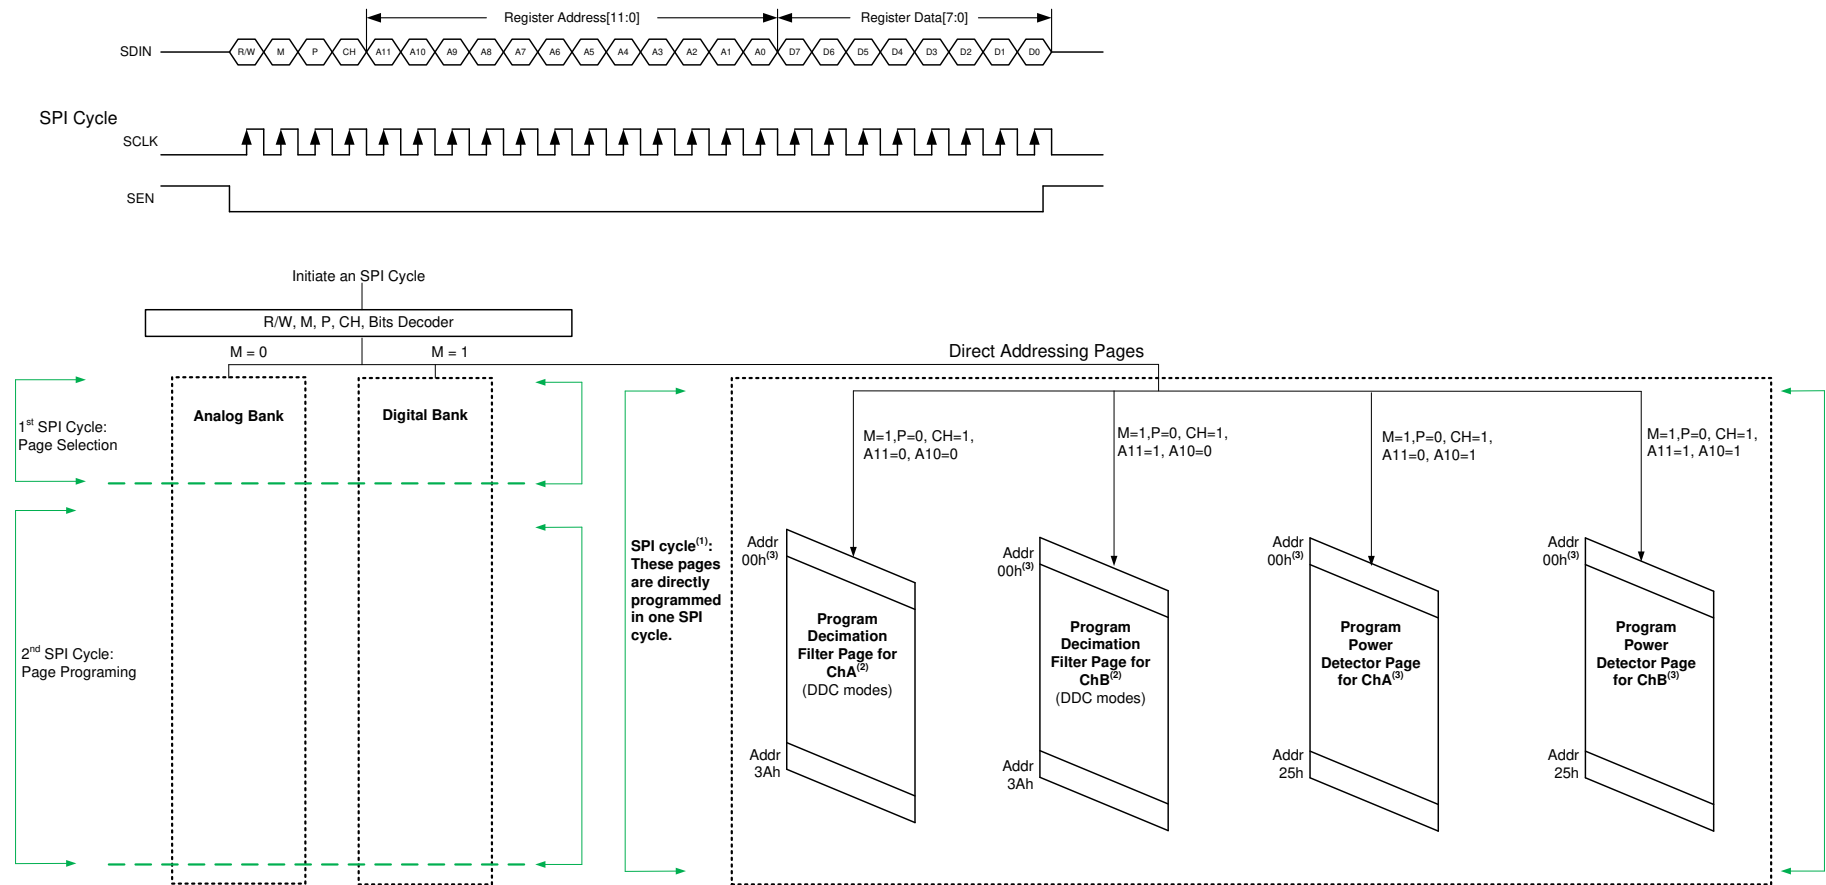 Register Address[11:0]
Register Data[7:0]
SDIN
R/W M P CH A11 A10 A9 A8 A7 A6 A5 A4 A3 A2 A1 A0 D7 D6 D5 D4 D3 D2 D1 D0
SPI Cycle
SCLK
SEN
Initiate an SPI Cycle
R/W, M, P, CH, Bits Decoder
M = 0
M = 1
Direct Addressing Pages
1st SPI Cycle:
Page Selection
Analog Bank
Digital Bank
2nd SPI Cycle:
Page Programing
SPI cycle(1):
These pages
are directly
programmed
in one SPI
cycle.
M=1,P=0, CH=1,
A11=0, A10=0
Addr
00h(3)
Program
Decimation
Filter Page for
ChA(2)
(DDC modes)
Addr
3Ah
M=1,P=0, CH=1,
A11=1, A10=0
Addr
00h(3)
Program
Decimation
Filter Page for
ChB(2)
(DDC modes)
Addr
3Ah
M=1,P=0, CH=1,
A11=0, A10=1
Addr
00h(3)
Program
Power
Detector Page
for ChA(3)
Addr
25h
M=1,P=0, CH=1,
A11=1, A10=1
Addr
00h(3)
Program
Power
Detector Page
for ChB(3)
Addr
25h